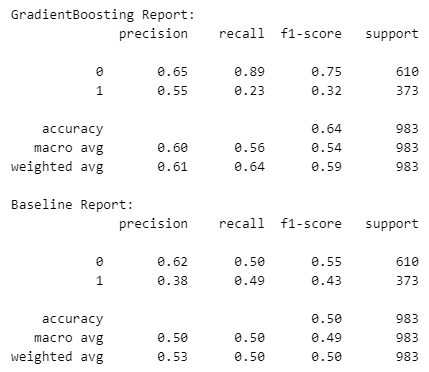 GradientBoosting Report:
              precision    recall  f1-score   support

           0       0.65      0.89      0.75       610
           1       0.55      0.23      0.32       373

    accuracy                           0.64       983
   macro avg       0.60      0.56      0.54       983
weighted avg       0.61      0.64      0.59       983

Baseline Report:
              precision    recall  f1-score   support

           0       0.62      0.50      0.55       610
           1       0.38      0.49      0.43       373

    accuracy                           0.50       983
   macro avg       0.50      0.50      0.49       983
weighted avg       0.53      0.50      0.50       983